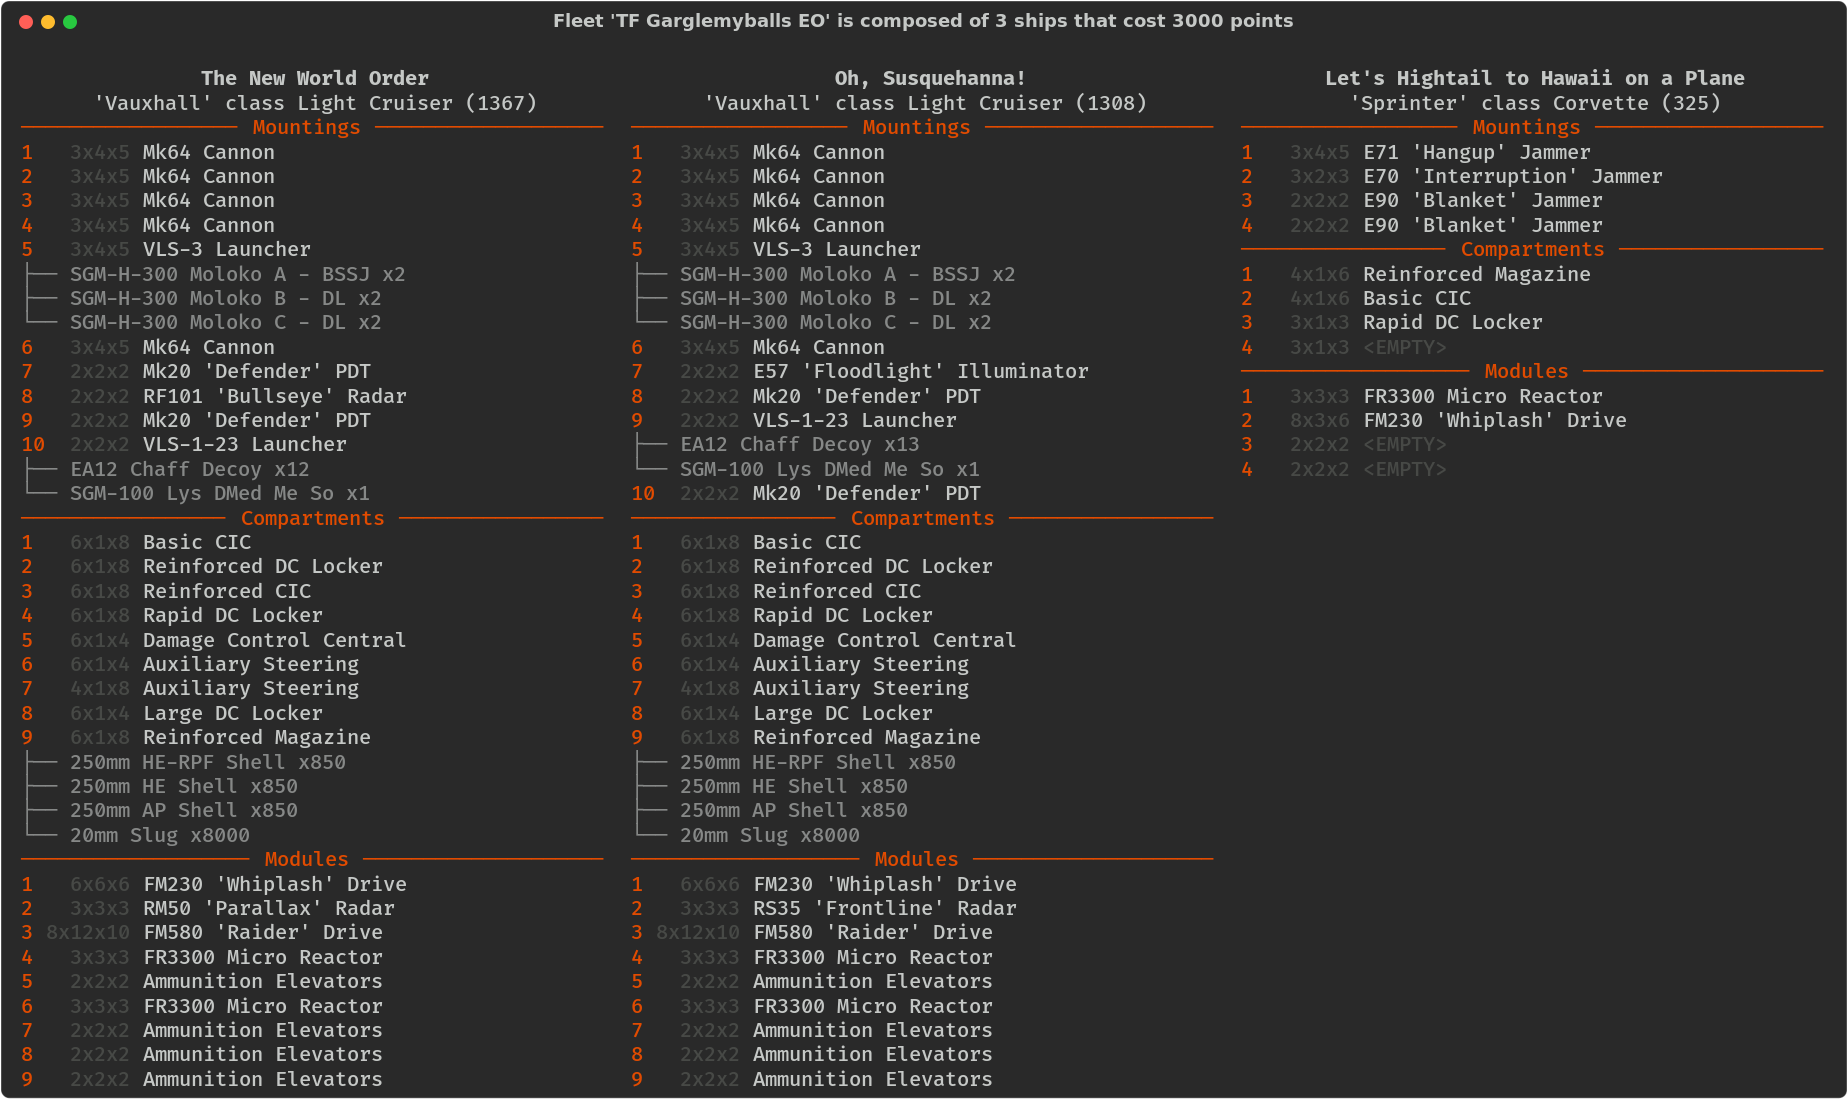 Fleet 'TF Garglemyballs EO' is composed of 3 ships that cost 3000 points
The New World Order
'Vauxhall' class Light Cruiser (1367)
Mountings
1 3x4x5 Mk64 Cannon
2 3x4x5 Mk64 Cannon
3 3x4x5 Mk64 Cannon
4 3x4x5 Mk64 Cannon
5 3x4x5 VLS-3 Launcher
SGM-H-300 Moloko A - BSSJ x2
SGM-H-300 Moloko B - DL x2
SGM-H-300 Moloko C - DL x2
6 3x4x5 Mk64 Cannon
7 2x2x2 Mk20 'Defender' PDT
8 2x2x2 RF101 'Bullseye' Radar
9 2x2x2 Mk20 'Defender' PDT
10 2x2x2 VLS-1-23 Launcher
EA12 Chaff Decoy x12
SGM-100 Lys DMed Me So x1
Compartments
1 6x1x8 Basic CIC
2 6x1x8 Reinforced DC Locker
3 6x1x8 Reinforced CIC
4 6x1x8 Rapid DC Locker
5 6x1x4 Damage Control Central
6 6x1x4 Auxiliary Steering
7 4x1x8 Auxiliary Steering
8 6x1x4 Large DC Locker
9 6x1x8 Reinforced Magazine
250mm HE-RPF Shell x850
250mm HE Shell x850
250mm AP Shell x850
20mm Slug x8000
Modules
1 6x6x6 FM230 'Whiplash' Drive
2 3x3x3 RM50 'Parallax' Radar
3 8x12x10 FM580 'Raider' Drive
4 3x3x3 FR3300 Micro Reactor
5 2x2x2 Ammunition Elevators
6 3x3x3 FR3300 Micro Reactor
7 2x2x2 Ammunition Elevators
8 2x2x2 Ammunition Elevators
9 2x2x2 Ammunition Elevators
Oh, Susquehanna!
'Vauxhall' class Light Cruiser (1308)
Mountings
1 3x4x5 Mk64 Cannon
2 3x4x5 Mk64 Cannon
3 3x4x5 Mk64 Cannon
4 3x4x5 Mk64 Cannon
5 3x4x5 VLS-3 Launcher
SGM-H-300 Moloko A - BSSJ x2
SGM-H-300 Moloko B - DL x2
SGM-H-300 Moloko C - DL x2
6 3x4x5 Mk64 Cannon
7 2x2x2 E57 'Floodlight' Illuminator
8 2x2x2 Mk20 'Defender' PDT
9 2x2x2 VLS-1-23 Launcher
EA12 Chaff Decoy x13
SGM-100 Lys DMed Me So x1
10 2x2x2 Mk20 'Defender' PDT
Compartments
1 6x1x8 Basic CIC
2 6x1x8 Reinforced DC Locker
3 6x1x8 Reinforced CIC
4 6x1x8 Rapid DC Locker
5 6x1x4 Damage Control Central
6 6x1x4 Auxiliary Steering
7 4x1x8 Auxiliary Steering
8 6x1x4 Large DC Locker
9 6x1x8 Reinforced Magazine
250mm HE-RPF Shell x850
250mm HE Shell x850
250mm AP Shell x850
20mm Slug x8000
Modules
1 6x6x6 FM230 'Whiplash' Drive
2 3x3x3 RS35 'Frontline' Radar
3 8x12x10 FM580 'Raider' Drive
4 3x3x3 FR3300 Micro Reactor
5 2x2x2 Ammunition Elevators
6 3x3x3 FR3300 Micro Reactor
7 2x2x2 Ammunition Elevators
8 2x2x2 Ammunition Elevators
9 2x2x2 Ammunition Elevators
Let's Hightail to Hawaii on a Plane
'Sprinter' class Corvette (325)
Mountings
1 3x4x5 E71 'Hangup' Jammer
2 3x2x3 E70 'Interruption' Jammer
3 2x2x2 E90 'Blanket' Jammer
4 2x2x2 E90 'Blanket' Jammer
Compartments
1 4x1x6 Reinforced Magazine
2 4x1x6 Basic CIC
3 3x1x3 Rapid DC Locker
4 3x1x3 <EMPTY>
Modules
1 3x3x3 FR3300 Micro Reactor
2 8x3x6 FM230 'Whiplash' Drive
3 2x2x2 <EMPTY>
4 2x2x2 <EMPTY>